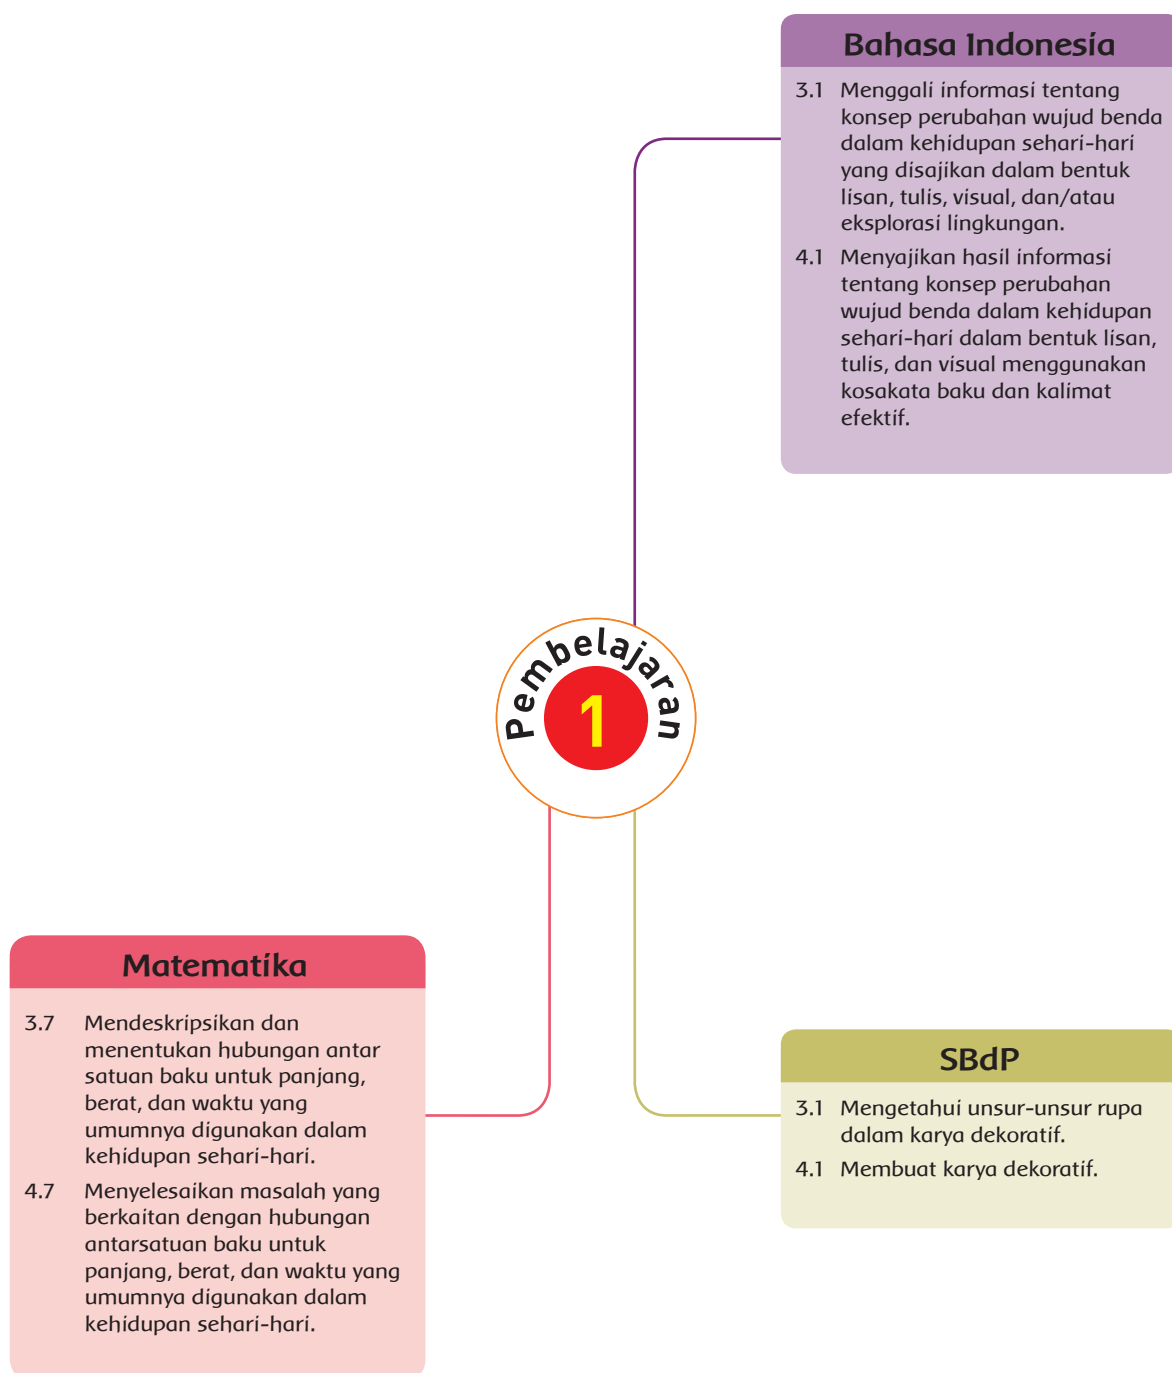 Bahasa Indonesia
3.1 Menggali informasi tentang
konsep perubahan wujud benda
dalam kehidupan sehari-hari
yang disajikan dalam bentuk
lisan, tulis, visual, dan/atau
eksplorasi lingkungan.
4.1 Menyajikan hasil informasi
tentang konsep perubahan
wujud benda dalam kehidupan
sehari-hari dalam bentuk lisan,
tulis, dan visual menggunakan
kosakata baku dan kalimat
efektif.
Pembelajaran
1
Matematika
3.7 Mendeskripsikan dan
menentukan hubungan antar
satuan baku untuk panjang,
berat, dan waktu yang
umumnya digunakan dalam
kehidupan sehari-hari.
4.7 Menyelesaikan masalah yang
berkaitan dengan hubungan
antarsatuan baku untuk
panjang, berat, dan waktu yang
umumnya digunakan dalam
kehidupan sehari-hari.
SBdP
3.1 Mengetahui unsur-unsur rupa
dalam karya dekoratif.
4.1 Membuat karya dekoratif.